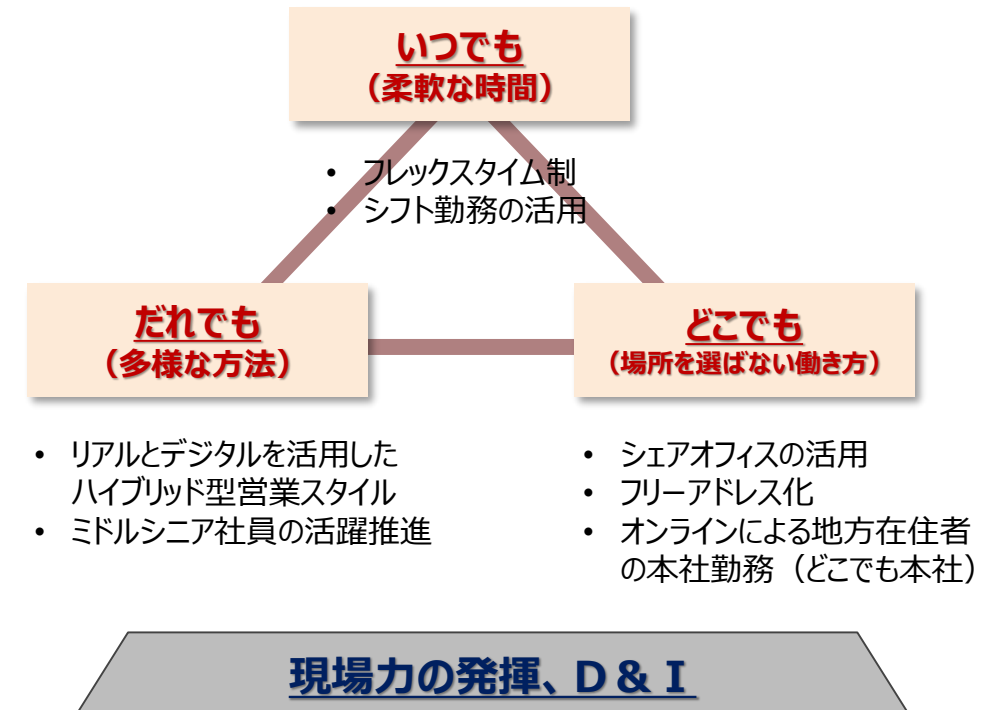 いつでも
（柔軟な時間）
• フレックスタイム制
• シフト勤務の活用
だれでも
（多様な方法）
どこでも
（場所を選ばない働き方）
• リアルとデジタルを活用した
ハイブリッド型営業スタイル
• ミドルシニア社員の活躍推進
• シェアオフィスの活用
• フリーアドレス化
• オンラインによる地方在住者
の本社勤務（どこでも本社）
現場力の発揮、Ｄ＆Ｉ